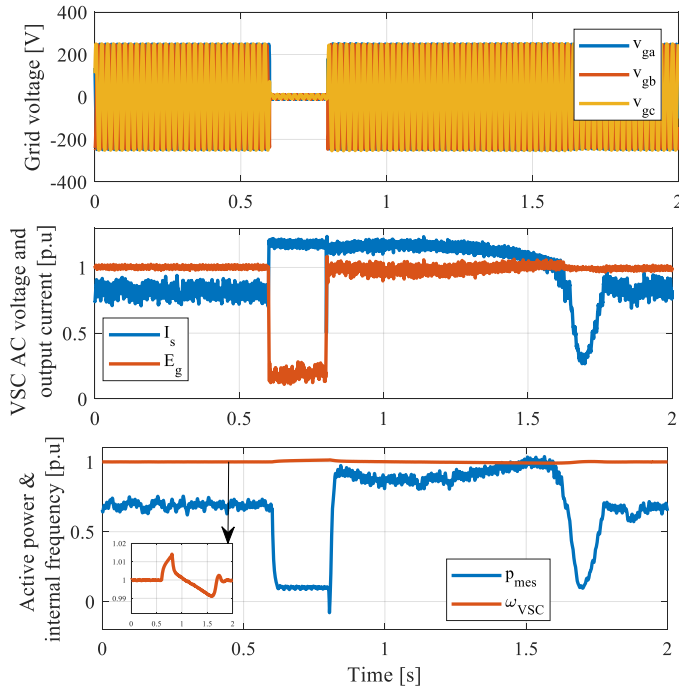 Grid voltage [V]
400
200
0
-200
-400
0 0.5 1 1.5 2
v_ga
v_gb
v_gc
VSC AC voltage and
output current [p.u]
1
0.5
0
0 0.5 1 1.5 2
I_s
E_g
Active power &
internal frequency [p.u]
1
0.5
0
1.02
1.01
1.00
0.99
0.0 0.5 1 1.5 2
p_mes
ω_VSC
0 0.5 1 1.5 2
Time [s]